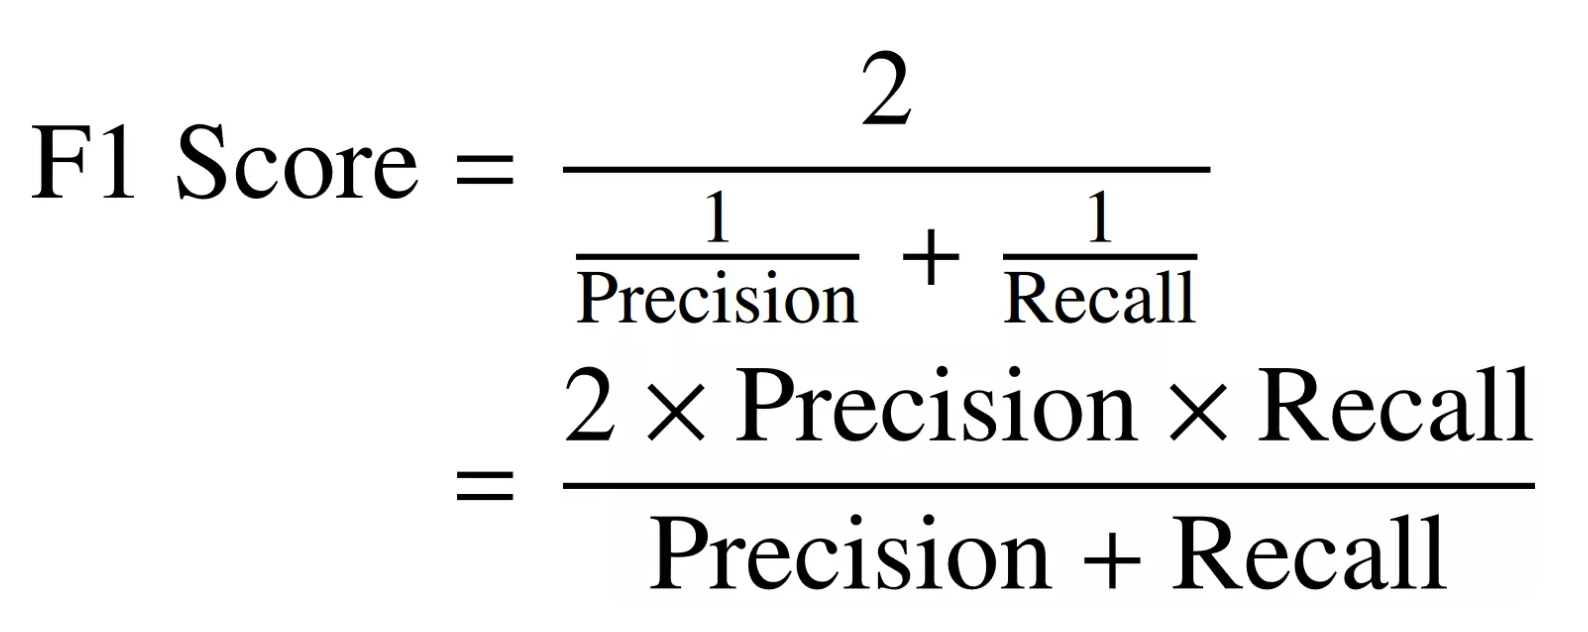 F1 Score = 2
1 + 1
Precision Recall
= 2 × Precision × Recall
Precision + Recall